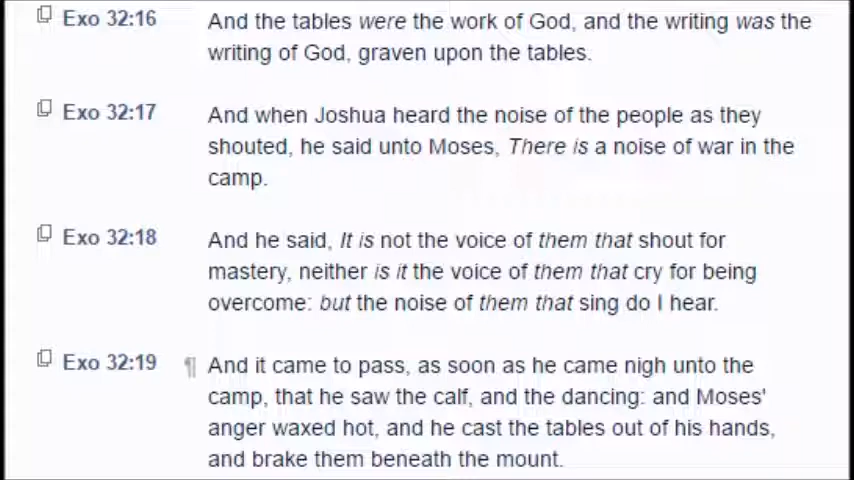 Exo 32:16 And the tables were the work of God, and the writing was the
writing of God, graven upon the tables.
Exo 32:17 And when Joshua heard the noise of the people as they
shouted, he said unto Moses, There is a noise of war in the
camp.
Exo 32:18 And he said, It is not the voice of them that shout for
mastery, neither is it the voice of them that cry for being
overcome: but the noise of them that sing do I hear.
Exo 32:19 ¶ And it came to pass, as soon as he came nigh unto the
camp, that he saw the calf, and the dancing: and Moses'
anger waxed hot, and he cast the tables out of his hands,
and brake them beneath the mount.